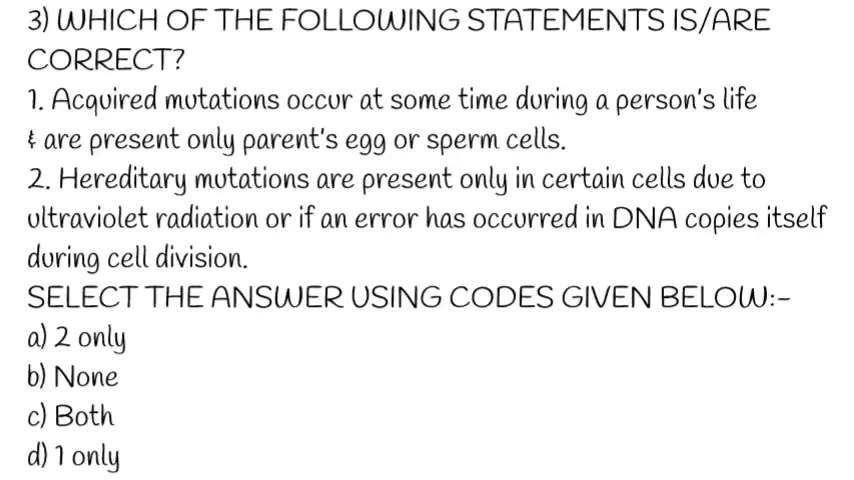 3) WHICH OF THE FOLLOWING STATEMENTS IS/ARE
CORRECT?
1. Acquired mutations occur at some time during a person's life
& are present only parent's egg or sperm cells.
2. Hereditary mutations are present only in certain cells due to
ultraviolet radiation or if an error has occurred in DNA copies itself
during cell division.
SELECT THE ANSWER USING CODES GIVEN BELOW:-
a) 2 only
b) None
c) Both
d) 1 only